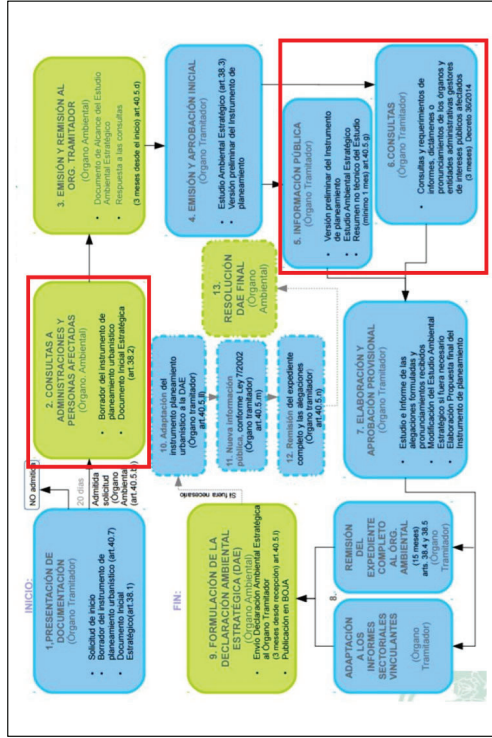 INICIO:
1,PRESENTACIÓN DE
DOCUMENTACIÓN
(Órgano Tramitador)
• Solicitud de inicio
• Borrador del instrumento de
planeamiento urbanístico (art.40.7)
• Documento Inicial
Estratégico(art.38.1)
NO admitida
20 días
Admitida
solicitud
(Órgano
Ambiental)
(art.40.5.b)
2. CONSULTAS A
ADMINISTRACIONES Y
PERSONAS AFECTADAS
(Órgano Ambiental)
• Borrador del instrumento de
planeamiento urbanístico
• Documento Inicial Estratégica
(art 38.2)
3. EMISIÓN Y REMISIÓN AL
ORG. TRAMITADOR
(Órgano Ambiental)
• Documento de Alcance del Estudio
Ambiental Estratégico
• Respuesta a las consultas
(3 meses desde el inicio) art.40.5.d)
4. EMISIÓN Y APROBACIÓN INICIAL
(Órgano Tramitador)
• Estudio Ambiental Estratégico (art.38.3)
• Versión preliminar del Instrumento de
planeamiento
5. INFORMACIÓN PÚBLICA
(Órgano Tramitador)
• Versión preliminar del Instrumento
de planeamiento
• Estudio Ambiental Estratégico
• Resumen no técnico del Estudio
(mínimo 1 mes) art.40.5 g)
6.CONSULTAS
(Órgano Tramitador)
• Consultas y requerimientos de
informes, dictámenes o
pronunciamientos de los órganos y
entidades administrativas gestores
de intereses públicos afectados
(3 meses) Decreto 36/2014
7. ELABORACIÓN Y
APROBACIÓN PROVISIONAL
(Órgano Tramitador)
• Estudio e Informe de las
alegaciones formuladas y
pronunciamientos recibidos
• Modificación del Estudio Ambiental
Estratégico si fuera necesario
• Elaboración Propuesta final del
Instrumento de planeamiento
8.
REMISIÓN DEL
EXPEDIENTE
COMPLETO
AL ÓRG.
AMBIENTAL
(15 meses)
arts. 38.4 y 38.5
(Órgano
Tramitador)
ADAPTACIÓN
A LOS
INFORMES
SECTORIALES
VINCULANTES
(Órgano
Tramitador)
FIN:
9. FORMULACIÓN DE LA
DECLARACIÓN AMBIENTAL
ESTRATÉGICA (DAE)
(Órgano Ambiental)
• Envío Declaración Ambiental Estratégica
al Órgano Tramitador
(3 meses desde recepción) art.40.5.l)
• Publicación en BOJA
SI fuera
necesario
10. Adaptación del
instrumento planeamiento
urbanístico a la DAE,
(Órgano tramitador)
(art.40.5.ll)
11. Nueva información
pública, conforme Ley 7/2002
(Órgano tramitador)
(art.40.5.m)
12. Remisión del expediente
completo y las alegaciones
(Órgano tramitador)
(art.40.5.n)
13.
RESOLUCIÓN
DAE FINAL
(Órgano
Ambiental)